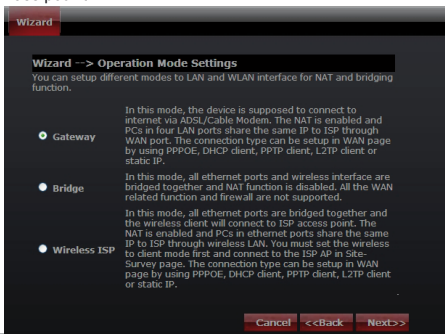 Wizard
Wizard --> Operation Mode Settings
You can setup different modes to LAN and WLAN interface for NAT and bridging
function.
In this mode, the device is supposed to connect to
internet via ADSL/Cable Modem. The NAT is enabled and
PCs in four LAN ports share the same IP to ISP through
Gateway
WAN port. The connection type can be setup in WAN page
by using PPPOE, DHCP client, PPTP client, L2TP client or
static IP.
In this mode, all ethernet ports and wireless interface are
Bridge
bridged together and NAT function is disabled. All the WAN
related function and firewall are not supported.
In this mode, all ethernet ports are bridged together and
the wireless client will connect to ISP access point. The
NAT is enabled and PCs in ethernet ports share the same
Wireless ISP
IP to ISP through wireless LAN. You must set the wireless
to client mode first and connect to the ISP AP in Site-
Survey page. The connection type can be setup in WAN
page by using PPPOE, DHCP client, PPTP client, L2TP client
or static IP.
Cancel <<Back Next>>